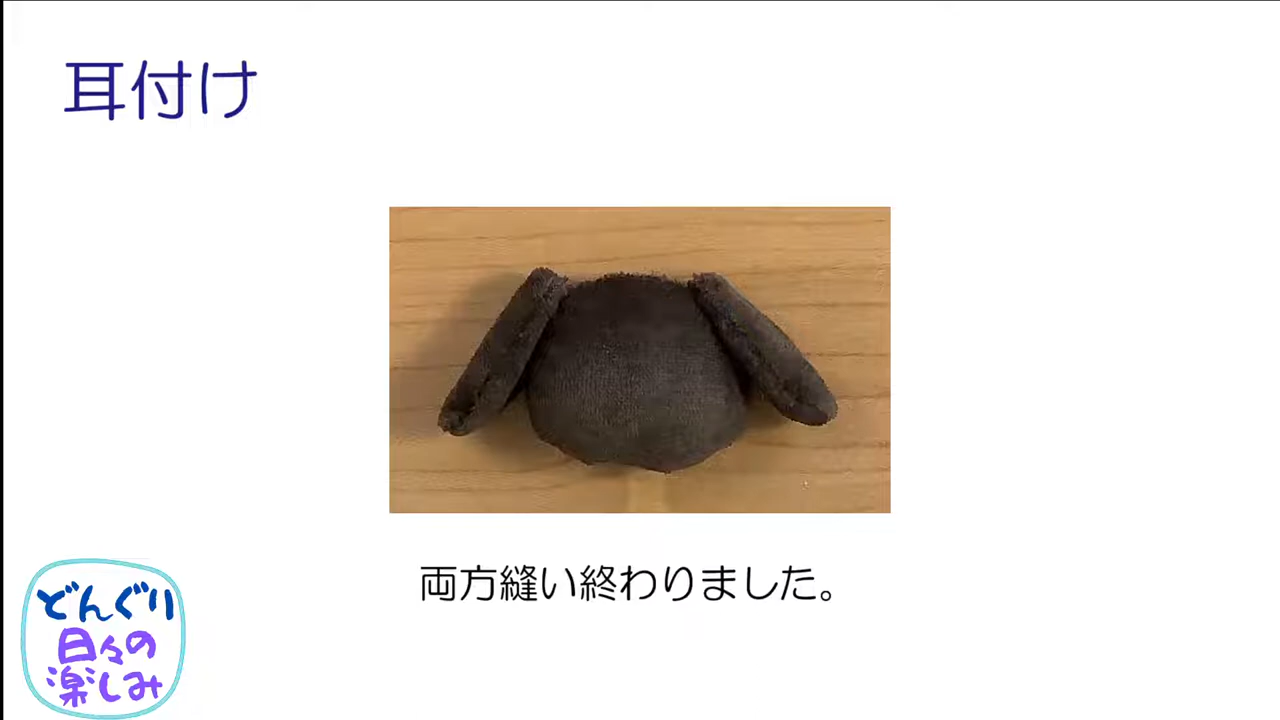 耳付け
両方縫い終わりました。
どんぐり
日々の
楽しみ